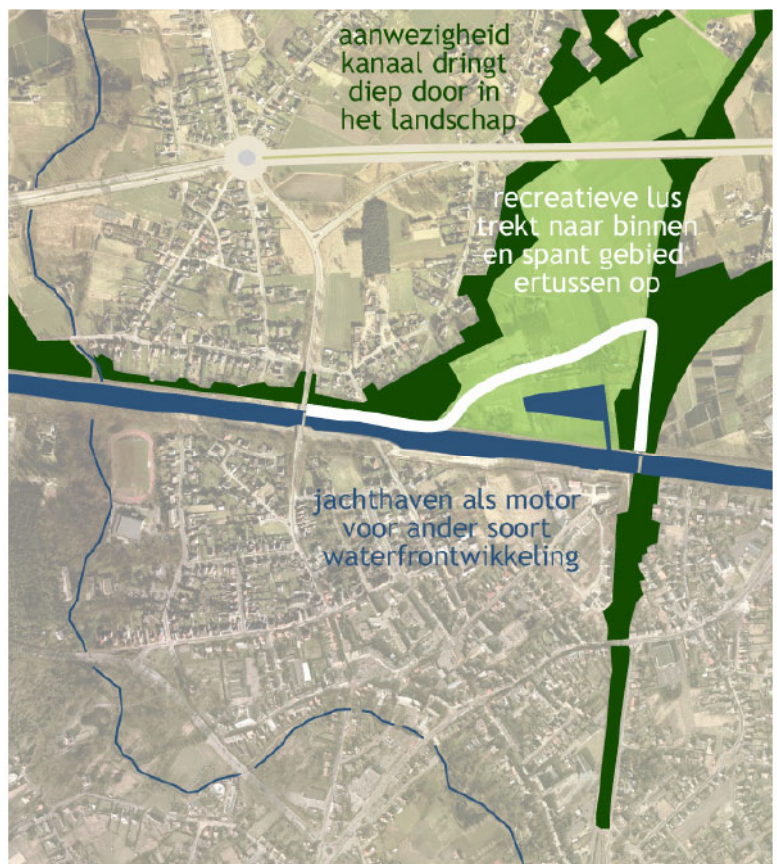 aanwezigheid
kanaal dringt
diep door in
het landschap
recreatieve lus
trekt naar binnen
en spant gebied
ertussen op
jachthaven als motor
voor ander soort
waterfrontwikkeling